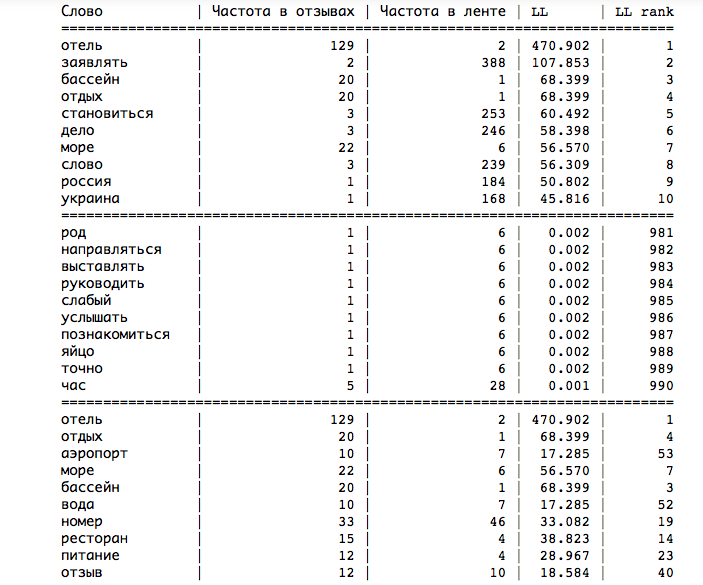 Слово | Частота в отзывах | Частота в ленте | LL | LL rank
=========================================================================
отель | 129 | 2 | 470.902 | 1
заявлять | 2 | 388 | 107.853 | 2
бассейн | 20 | 1 | 68.399 | 3
отдых | 20 | 1 | 68.399 | 4
становиться | 3 | 253 | 60.492 | 5
дело | 3 | 246 | 58.398 | 6
море | 22 | 6 | 56.570 | 7
слово | 3 | 239 | 56.309 | 8
россия | 1 | 184 | 50.802 | 9
украина | 1 | 168 | 45.816 | 10
=========================================================================
род | 1 | 6 | 0.002 | 981
направляться | 1 | 6 | 0.002 | 982
выставлять | 1 | 6 | 0.002 | 983
руководить | 1 | 6 | 0.002 | 984
слабый | 1 | 6 | 0.002 | 985
услышать | 1 | 6 | 0.002 | 986
познакомиться | 1 | 6 | 0.002 | 987
яйцо | 1 | 6 | 0.002 | 988
точно | 1 | 6 | 0.002 | 989
час | 5 | 28 | 0.001 | 990
=========================================================================
отель | 129 | 2 | 470.902 | 1
отдых | 20 | 1 | 68.399 | 4
аэропорт | 10 | 7 | 17.285 | 53
море | 22 | 6 | 56.570 | 7
бассейн | 20 | 1 | 68.399 | 3
вода | 10 | 7 | 17.285 | 52
номер | 33 | 46 | 33.082 | 19
ресторан | 15 | 4 | 38.823 | 14
питание | 12 | 4 | 28.967 | 23
отзыв | 12 | 10 | 18.584 | 40